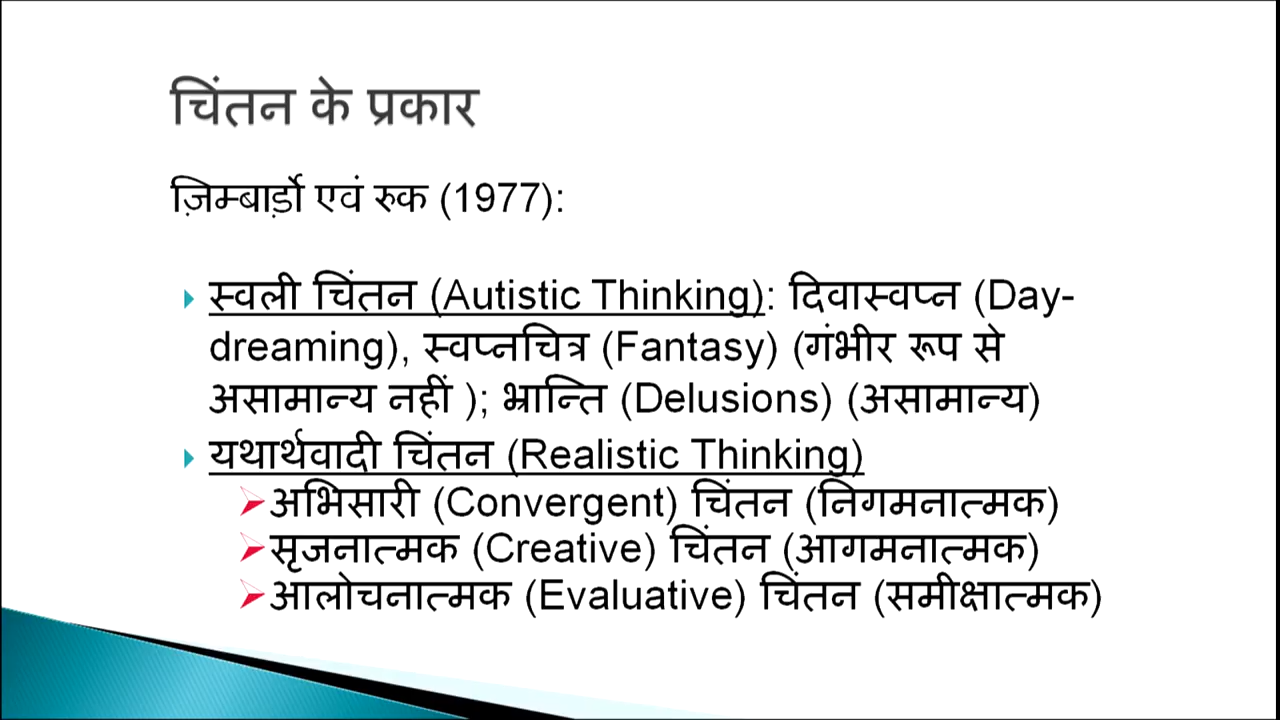 चिंतन के प्रकार
ज़िम्बार्ड़ो एवं रुक (1977):
स्वली चिंतन (Autistic Thinking): दिवास्वप्न (Day-
dreaming), स्वप्नचित्र (Fantasy) (गंभीर रूप से
असामान्य नहीं ); भ्रान्ति (Delusions) (असामान्य)
यथार्थवादी चिंतन (Realistic Thinking)
अभिसारी (Convergent) चिंतन (निगमनात्मक)
सृजनात्मक (Creative) चिंतन (आगमनात्मक)
आलोचनात्मक (Evaluative) चिंतन (समीक्षात्मक)